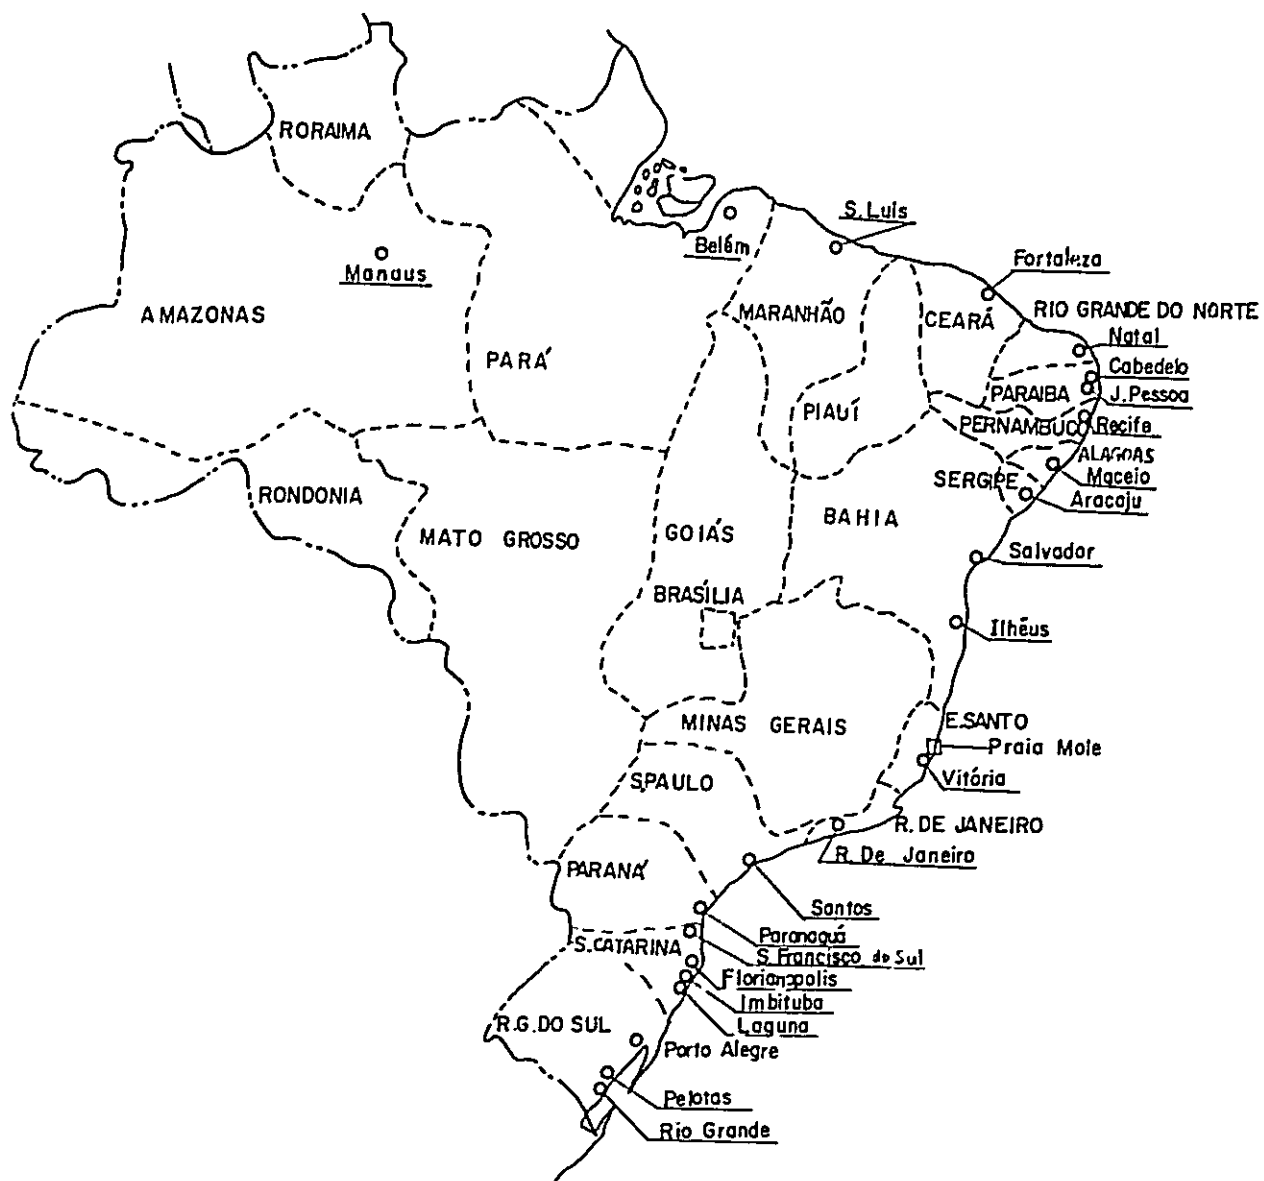 RORAIMA
S. Luis
Belém
Manaus
Fortaleza
AMAZONAS
MARANHÃO
CEARÁ
RIO GRANDE DO NORTE
Natal
PARÁ
Cabedelo
PARAIBA
J. Pessoa
PIAUÍ
PERNAMBUCO
Recife
ALAGOAS
SERGIPE
Maceio
RONDONIA
Aracaju
BAHIA
MATO GROSSO
GOIÁS
Salvador
BRASÍLIA
Ilhéus
MINAS GERAIS
E.SANTO
Praia Mole
S.PAULO
Vitória
R. DE JANEIRO
R. De Janeiro
PARANÁ
Santos
Paranaguá
S.CATARINA
S. Francisco do Sul
Florianopolis
Imbituba
R.G. DO SUL
Laguna
Porto Alegre
Pelotas
Rio Grande